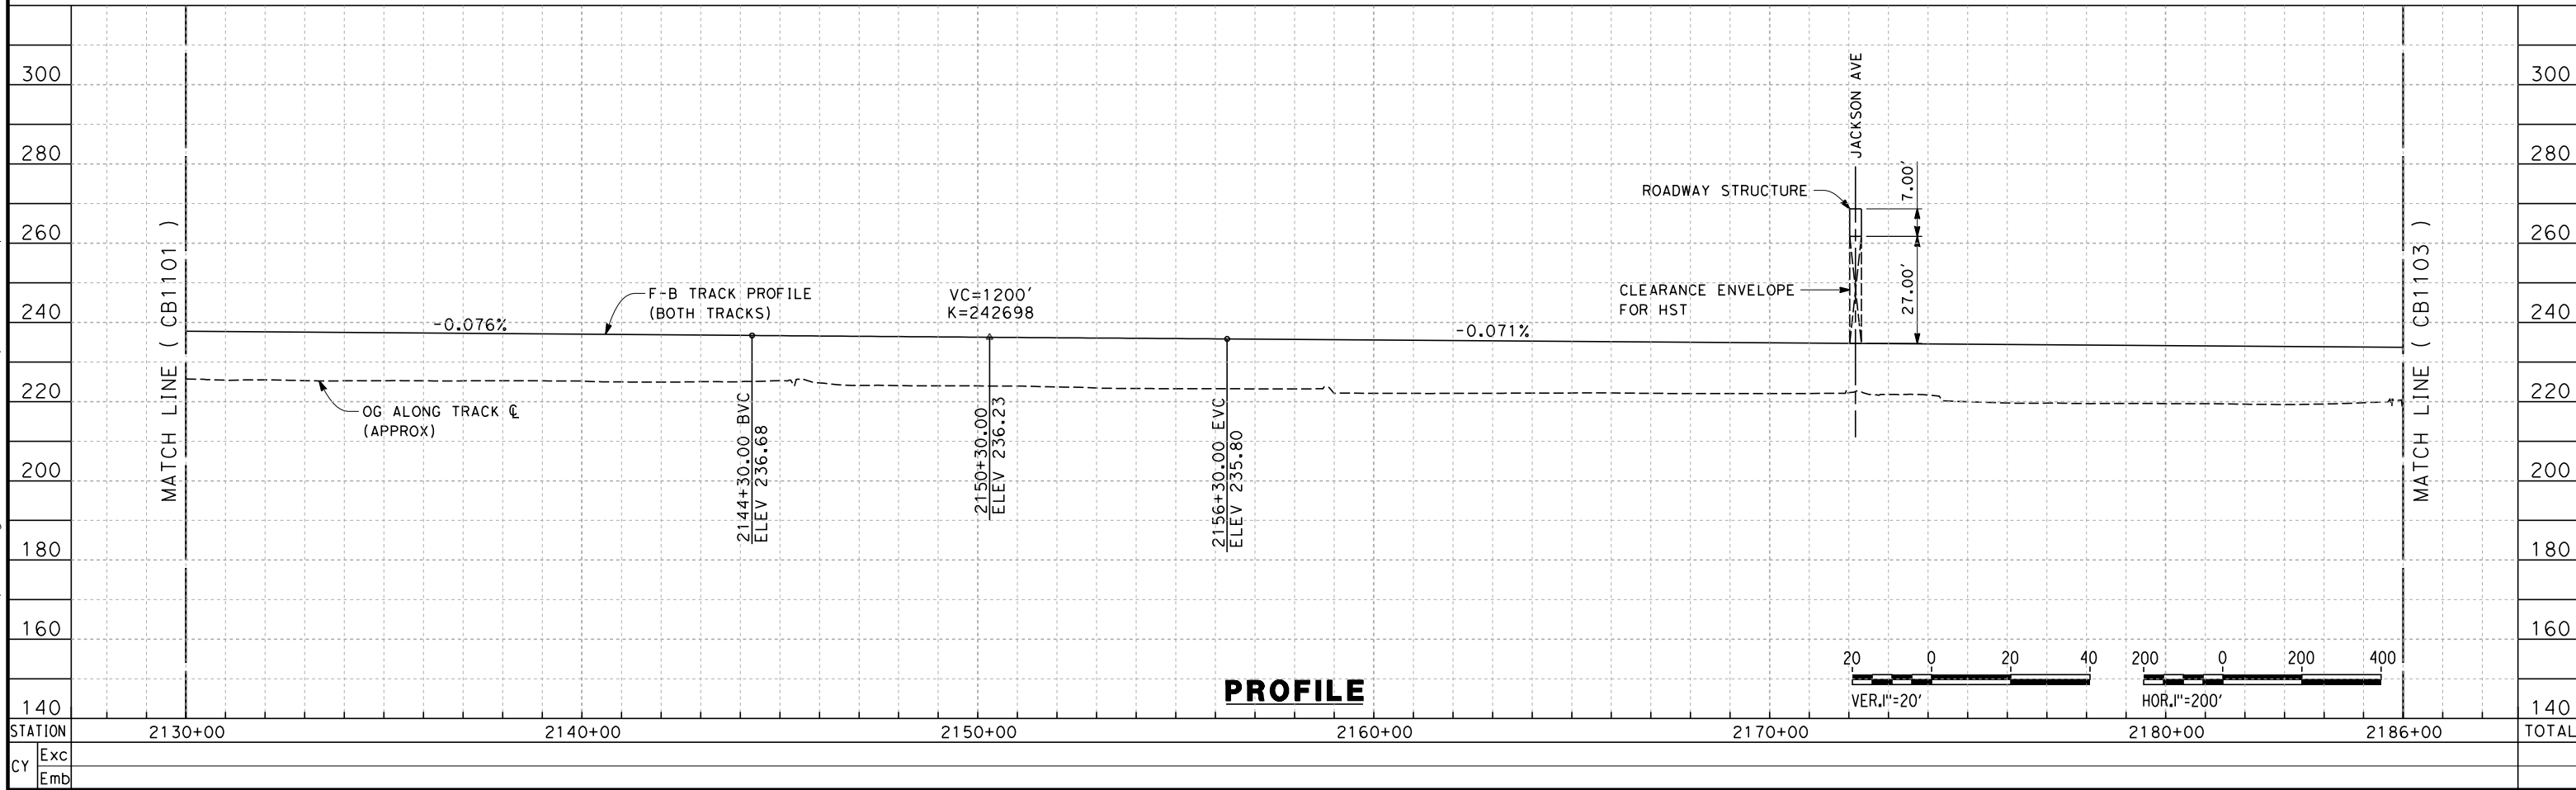 300
280
260
240
220
200
180
160
140
300
280
260
240
220
200
180
160
140
MATCH LINE ( CB1101 )
MATCH LINE ( CB1103 )
JACKSON AVE
ROADWAY STRUCTURE
7.00'
27.00'
CLEARANCE ENVELOPE
FOR HST
F-B TRACK PROFILE
(BOTH TRACKS)
VC=1200'
K=242698
-0.076%
-0.071%
OG ALONG TRACK ℄
(APPROX)
2144+30.00 BVC
ELEV 236.68
2150+30.00
ELEV 236.23
2156+30.00 EVC
ELEV 235.80
PROFILE
20 0 20 40
VER.1"=20'
200 0 200 400
HOR.1"=200'
STATION 2130+00 2140+00 2150+00 2160+00 2170+00 2180+00 2186+00 TOTAL
CY
Exc
Emb